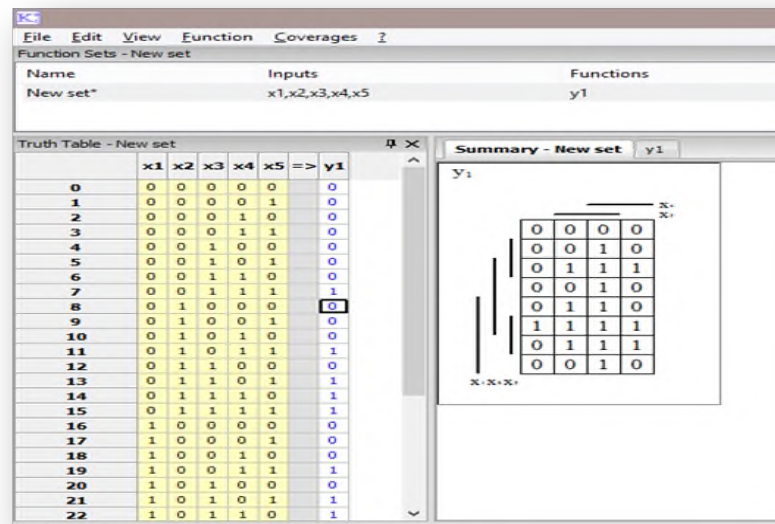 File Edit View Function Coverages ?
Function Sets - New set
Name Inputs Functions
New set* x1,x2,x3,x4,x5 y1
Truth Table - New set
x1 x2 x3 x4 x5 => y1
0 0 0 0 0 0 0
1 0 0 0 0 1 0
2 0 0 0 1 0 0
3 0 0 0 1 1 0
4 0 0 1 0 0 0
5 0 0 1 0 1 0
6 0 0 1 1 0 0
7 0 0 1 1 1 1
8 0 1 0 0 0 0
9 0 1 0 0 1 0
10 0 1 0 1 0 0
11 0 1 0 1 1 1
12 0 1 1 0 0 0
13 0 1 1 0 1 1
14 0 1 1 1 0 1
15 0 1 1 1 1 1
16 1 0 0 0 0 0
17 1 0 0 0 1 0
18 1 0 0 1 0 0
19 1 0 0 1 1 1
20 1 0 1 0 0 0
21 1 0 1 0 1 1
22 1 0 1 1 0 1
Summary - New set y1
y₁
0 0 0 0
0 0 1 0
0 1 1 1
0 0 1 0
0 1 1 0
1 1 1 1
0 1 1 1
0 0 1 0